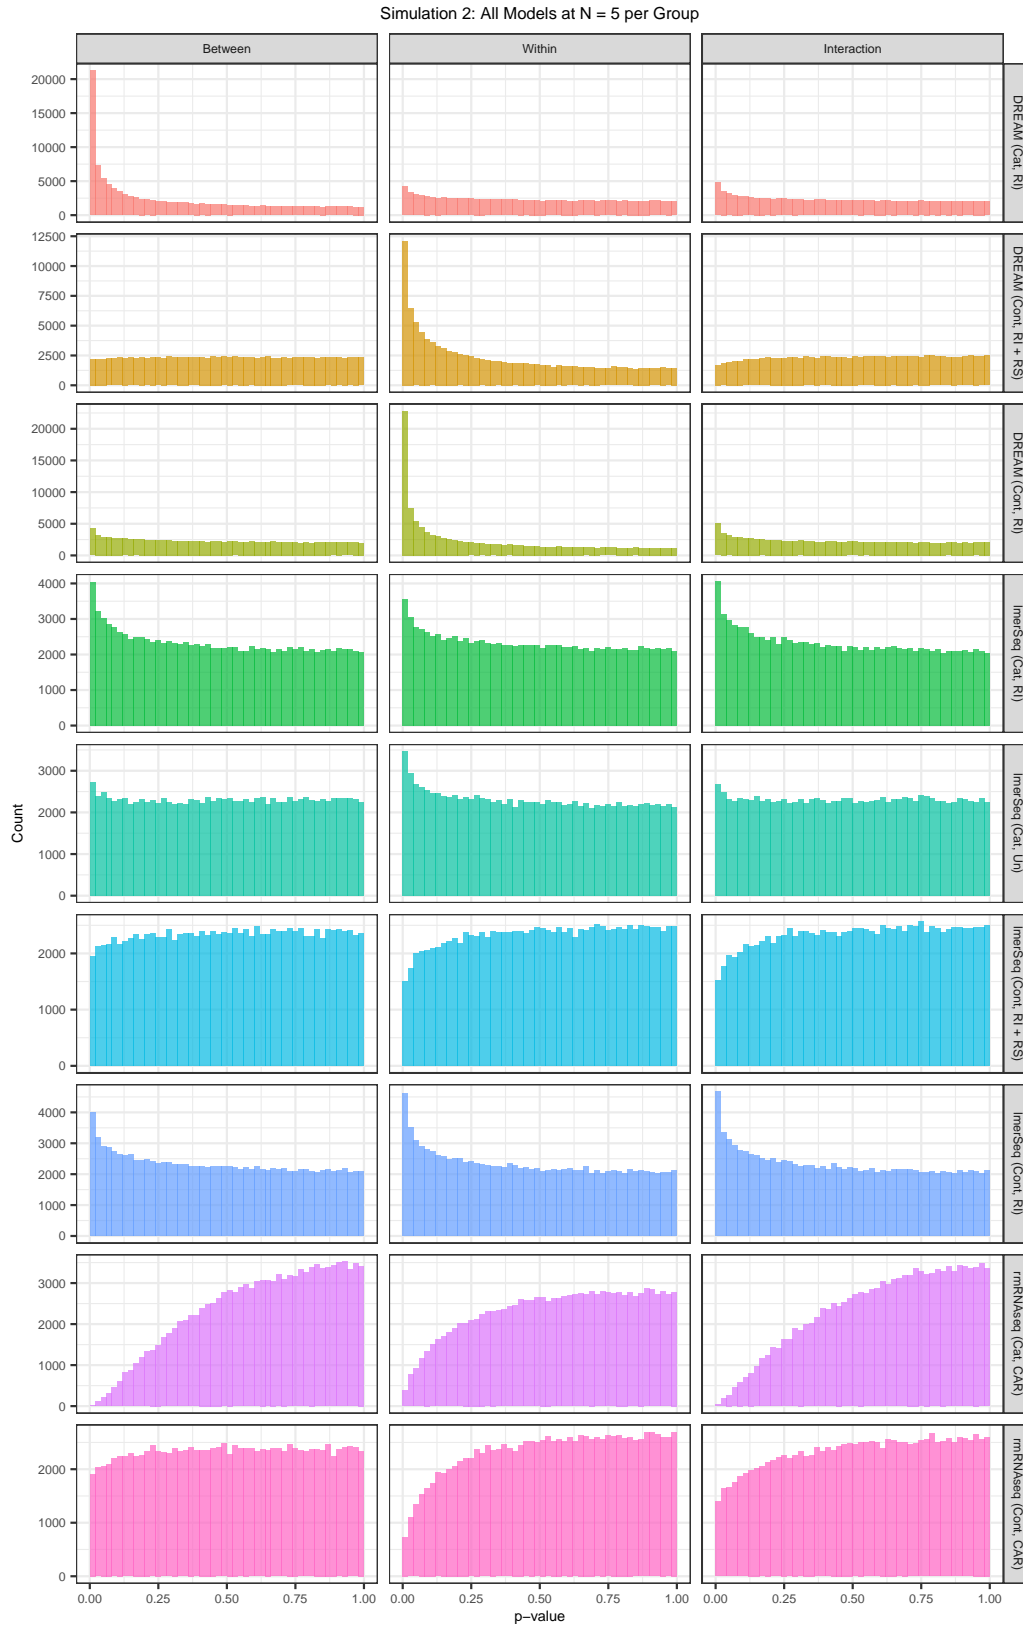 Simulation 2: All Models at N = 5 per Group
Between Within Interaction
20000
15000
10000
5000
0
DREAM (Cat, RI)
12500
10000
7500
5000
2500
0
DREAM (Cont, RI + RS)
20000
15000
10000
5000
0
DREAM (Cont, RI)
4000
3000
2000
1000
0
lmerSeq (Cat, RI)
3000
2000
1000
0
lmerSeq (Cat, Un)
2000
1000
0
lmerSeq (Cont, RI + RS)
4000
3000
2000
1000
0
lmerSeq (Cont, RI)
3000
2000
1000
0
rmRNAseq (Cat, CAR)
2000
1000
0
rmRNAseq (Cont, CAR)
Count
0.00 0.25 0.50 0.75 1.00 0.00 0.25 0.50 0.75 1.00 0.00 0.25 0.50 0.75 1.00
p−value